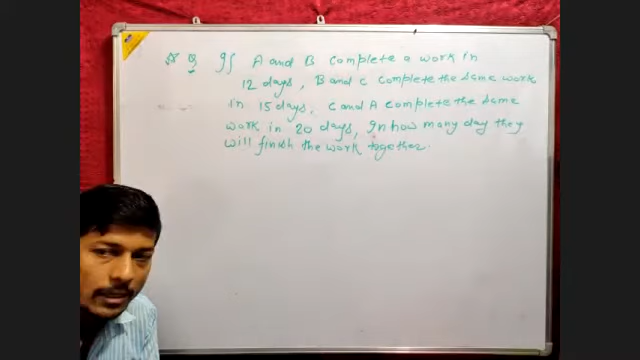 Q If A and B complete a work in
12 days, B and C complete the same work
in 15 days, C and A complete the same
work in 20 days, In how many day they
will finish the work together.